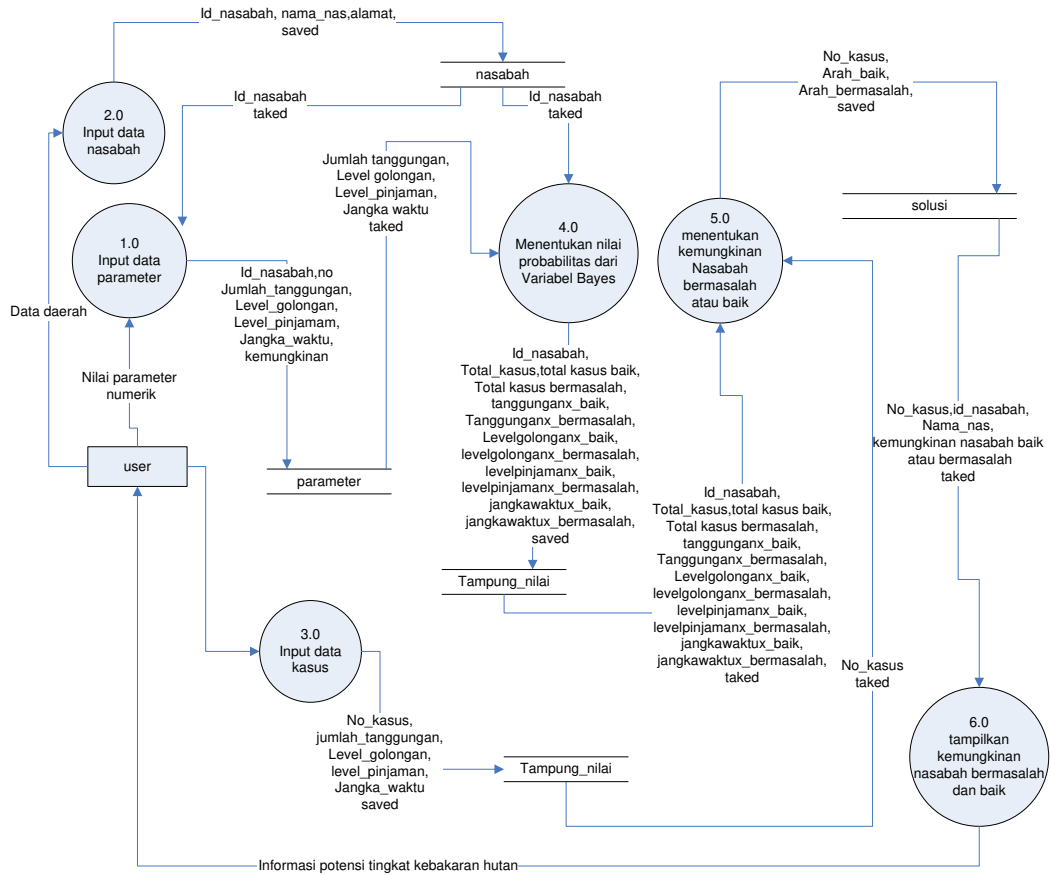 Id_nasabah, nama_nas,alamat,
saved
nasabah
No_kasus,
Arah_baik,
Arah_bermasalah,
saved
2.0
Input data
nasabah
Id_nasabah
taked
Id_nasabah
taked
Jumlah tanggungan,
Level golongan,
Level_pinjaman,
Jangka waktu
taked
solusi
1.0
Input data
parameter
4.0
Menentukan nilai
probabilitas dari
Variabel Bayes
5.0
menentukan
kemungkinan
Nasabah
bermasalah
atau baik
Id_nasabah,no
Jumlah_tanggungan,
Level_golongan,
Level_pinjamam,
Jangka_waktu,
kemungkinan
Data daerah
Nilai parameter
numerik
Id_nasabah,
Total_kasus,total kasus baik,
Total kasus bermasalah,
tanggunganx_baik,
Tanggunganx_bermasalah,
Levelgolonganx_baik,
levelgolonganx_bermasalah,
levelpinjamanx_baik,
levelpinjamanx_bermasalah,
jangkawaktux_baik,
jangkawaktux_bermasalah,
saved
No_kasus,id_nasabah,
Nama_nas,
kemungkinan nasabah baik
atau bermasalah
taked
user
parameter
Id_nasabah,
Total_kasus,total kasus baik,
Total kasus bermasalah,
tanggunganx_baik,
Tanggunganx_bermasalah,
Levelgolonganx_baik,
levelgolonganx_bermasalah,
levelpinjamanx_baik,
levelpinjamanx_bermasalah,
jangkawaktux_baik,
jangkawaktux_bermasalah,
taked
Tampung_nilai
3.0
Input data
kasus
No_kasus
taked
No_kasus,
jumlah_tanggungan,
Level_golongan,
level_pinjaman,
Jangka_waktu
saved
Tampung_nilai
6.0
tampilkan
kemungkinan
nasabah bermasalah
dan baik
Informasi potensi tingkat kebakaran hutan